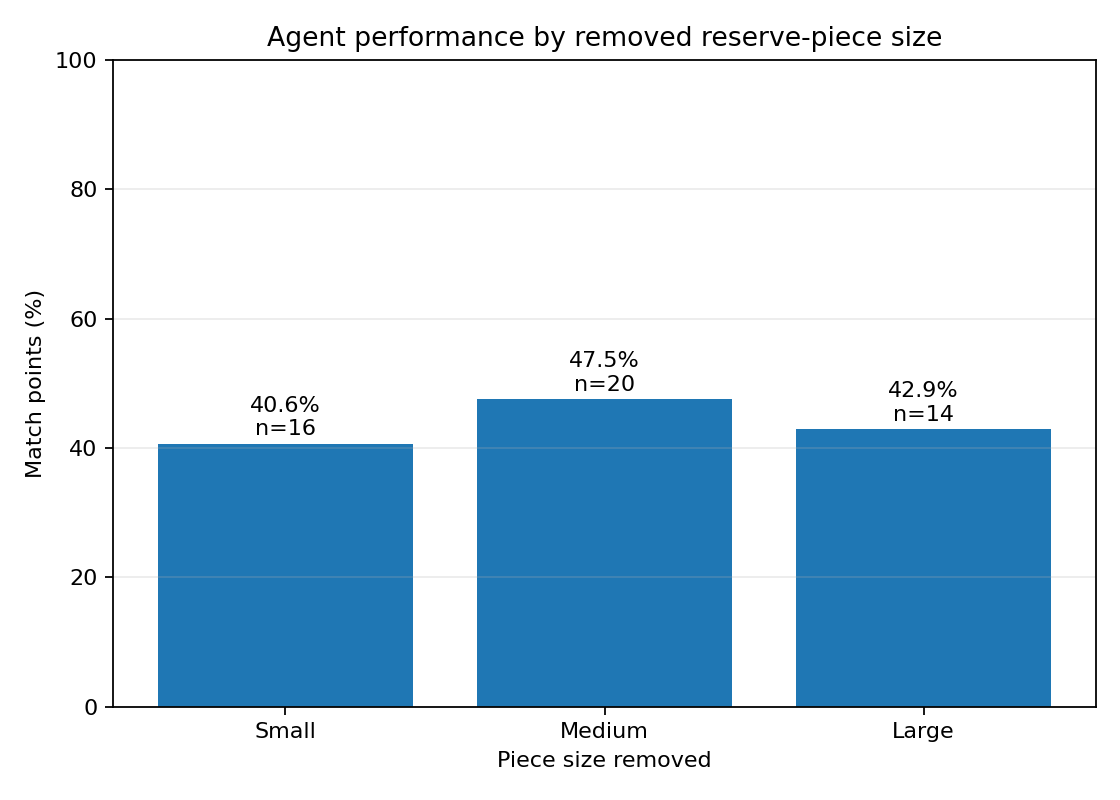 Agent performance by removed reserve-piece size
Match points (%)
100
80
60
40
20
0
40.6%
n=16
47.5%
n=20
42.9%
n=14
Small
Medium
Large
Piece size removed